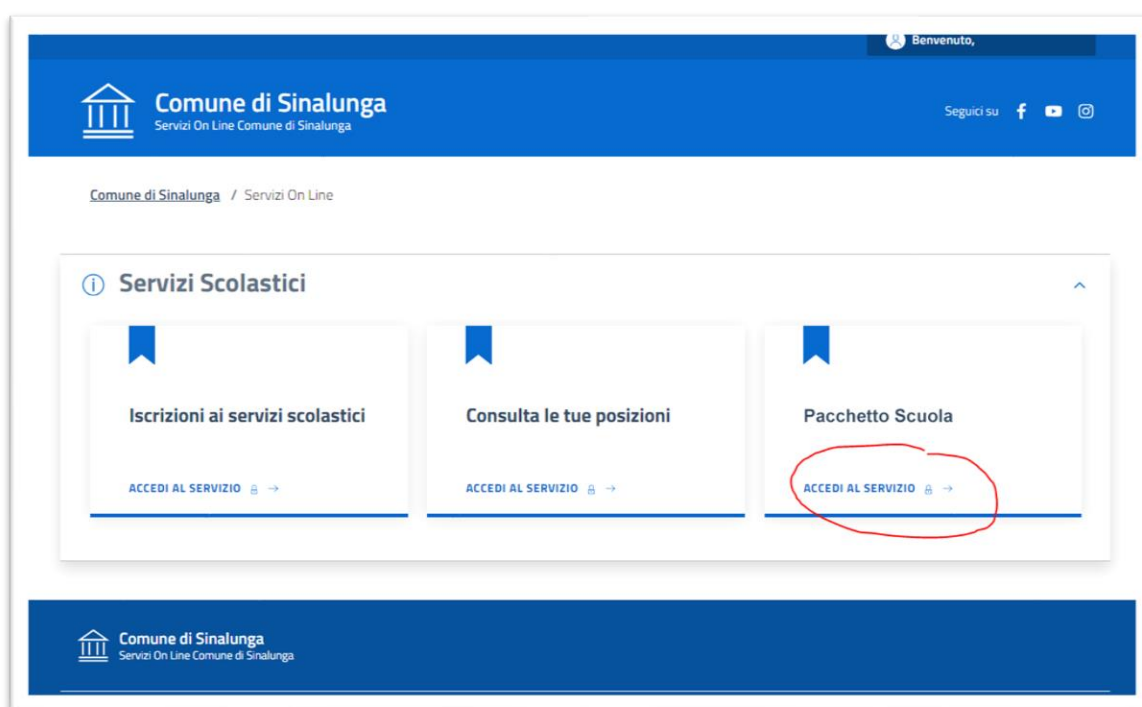 Benvenuto,
Comune di Sinalunga
Servizi On Line Comune di Sinalunga
Seguici su
Comune di Sinalunga / Servizi On Line
Servizi Scolastici
Iscrizioni ai servizi scolastici
ACCEDI AL SERVIZIO
Consulta le tue posizioni
ACCEDI AL SERVIZIO
Pacchetto Scuola
ACCEDI AL SERVIZIO
Comune di Sinalunga
Servizi On Line Comune di Sinalunga